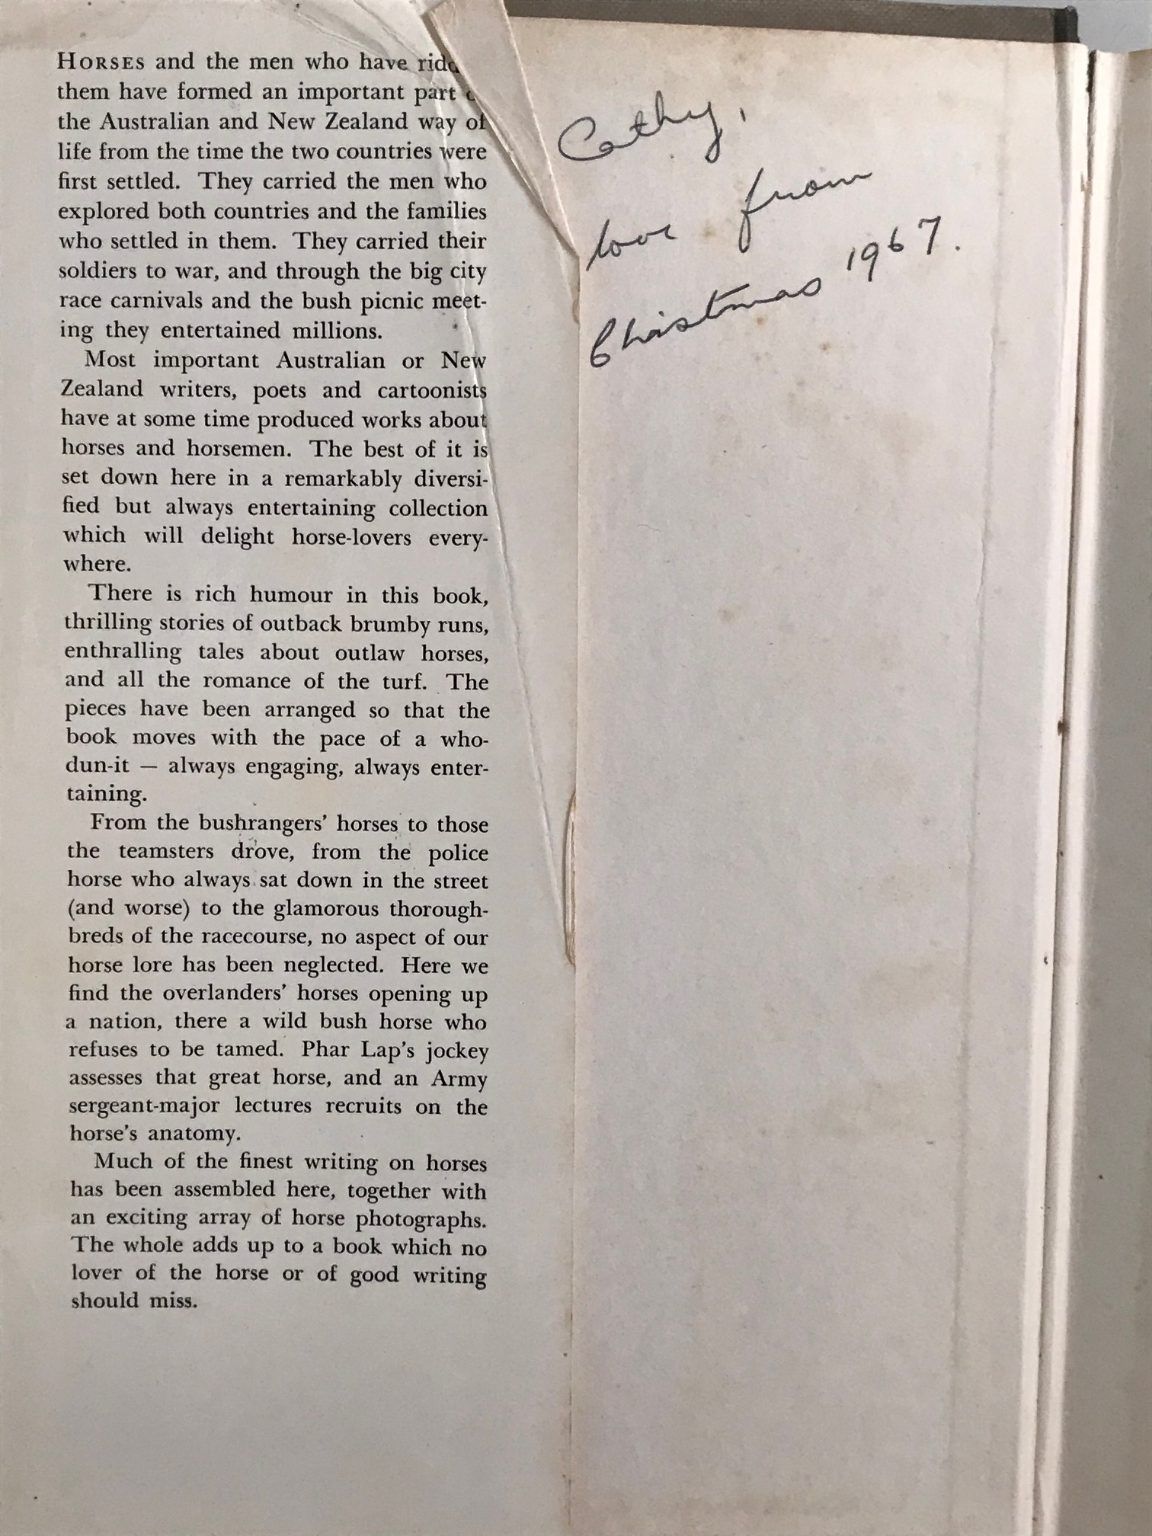 HORSES and the men who have
them have formed an important part
the Australian and New Zealand way of
life from the time the two countries were
first settled. They carried the men who
explored both countries and the families
who settled in them. They carried their
soldiers to war, and through the big city
race carnivals and the bush picnic meet-
ing they entertained millions.
Most important Australian or New
Zealand writers, poets and cartoonists
have at some time produced works about
horses and horsemen. The best of it is
set down here in a remarkably diversi-
fied but always entertaining collection
which will delight horse-lovers every-
where.
There is rich humour in this book,
thrilling stories of outback brumby runs,
enthralling tales about outlaw horses,
and all the romance of the turf. The
pieces have been arranged so that the
book moves with the pace of a who-
dun-it — always engaging, always enter-
taining.
From the bushrangers' horses to those
the teamsters drove, from the police
horse who always sat down in the street
(and worse) to the glamorous thorough-
breds of the racecourse, no aspect of our
horse lore has been neglected. Here we
find the overlanders' horses opening up
a nation, there a wild bush horse who
refuses to be tamed. Phar Lap's jockey
assesses that great horse, and an Army
sergeant-major lectures recruits on the
horse's anatomy.
Much of the finest writing on horses
has been assembled here, together with
an exciting array of horse photographs.
The whole adds up to a book which no
lover of the horse or of good writing
should miss.
Cathy,
love from
Christmas 1967.